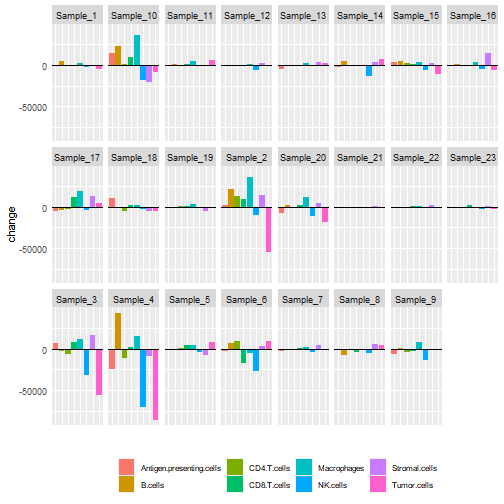 Sample_1 Sample_10 Sample_11 Sample_12 Sample_13 Sample_14 Sample_15 Sample_16
0
-50000
Sample_17 Sample_18 Sample_19 Sample_2 Sample_20 Sample_21 Sample_22 Sample_23
0
-50000
change
Sample_3 Sample_4 Sample_5 Sample_6 Sample_7 Sample_8 Sample_9
0
-50000
Antigen.presenting.cells CD4.T.cells Macrophages Stromal.cells
B.cells CD8.T.cells NK.cells Tumor.cells